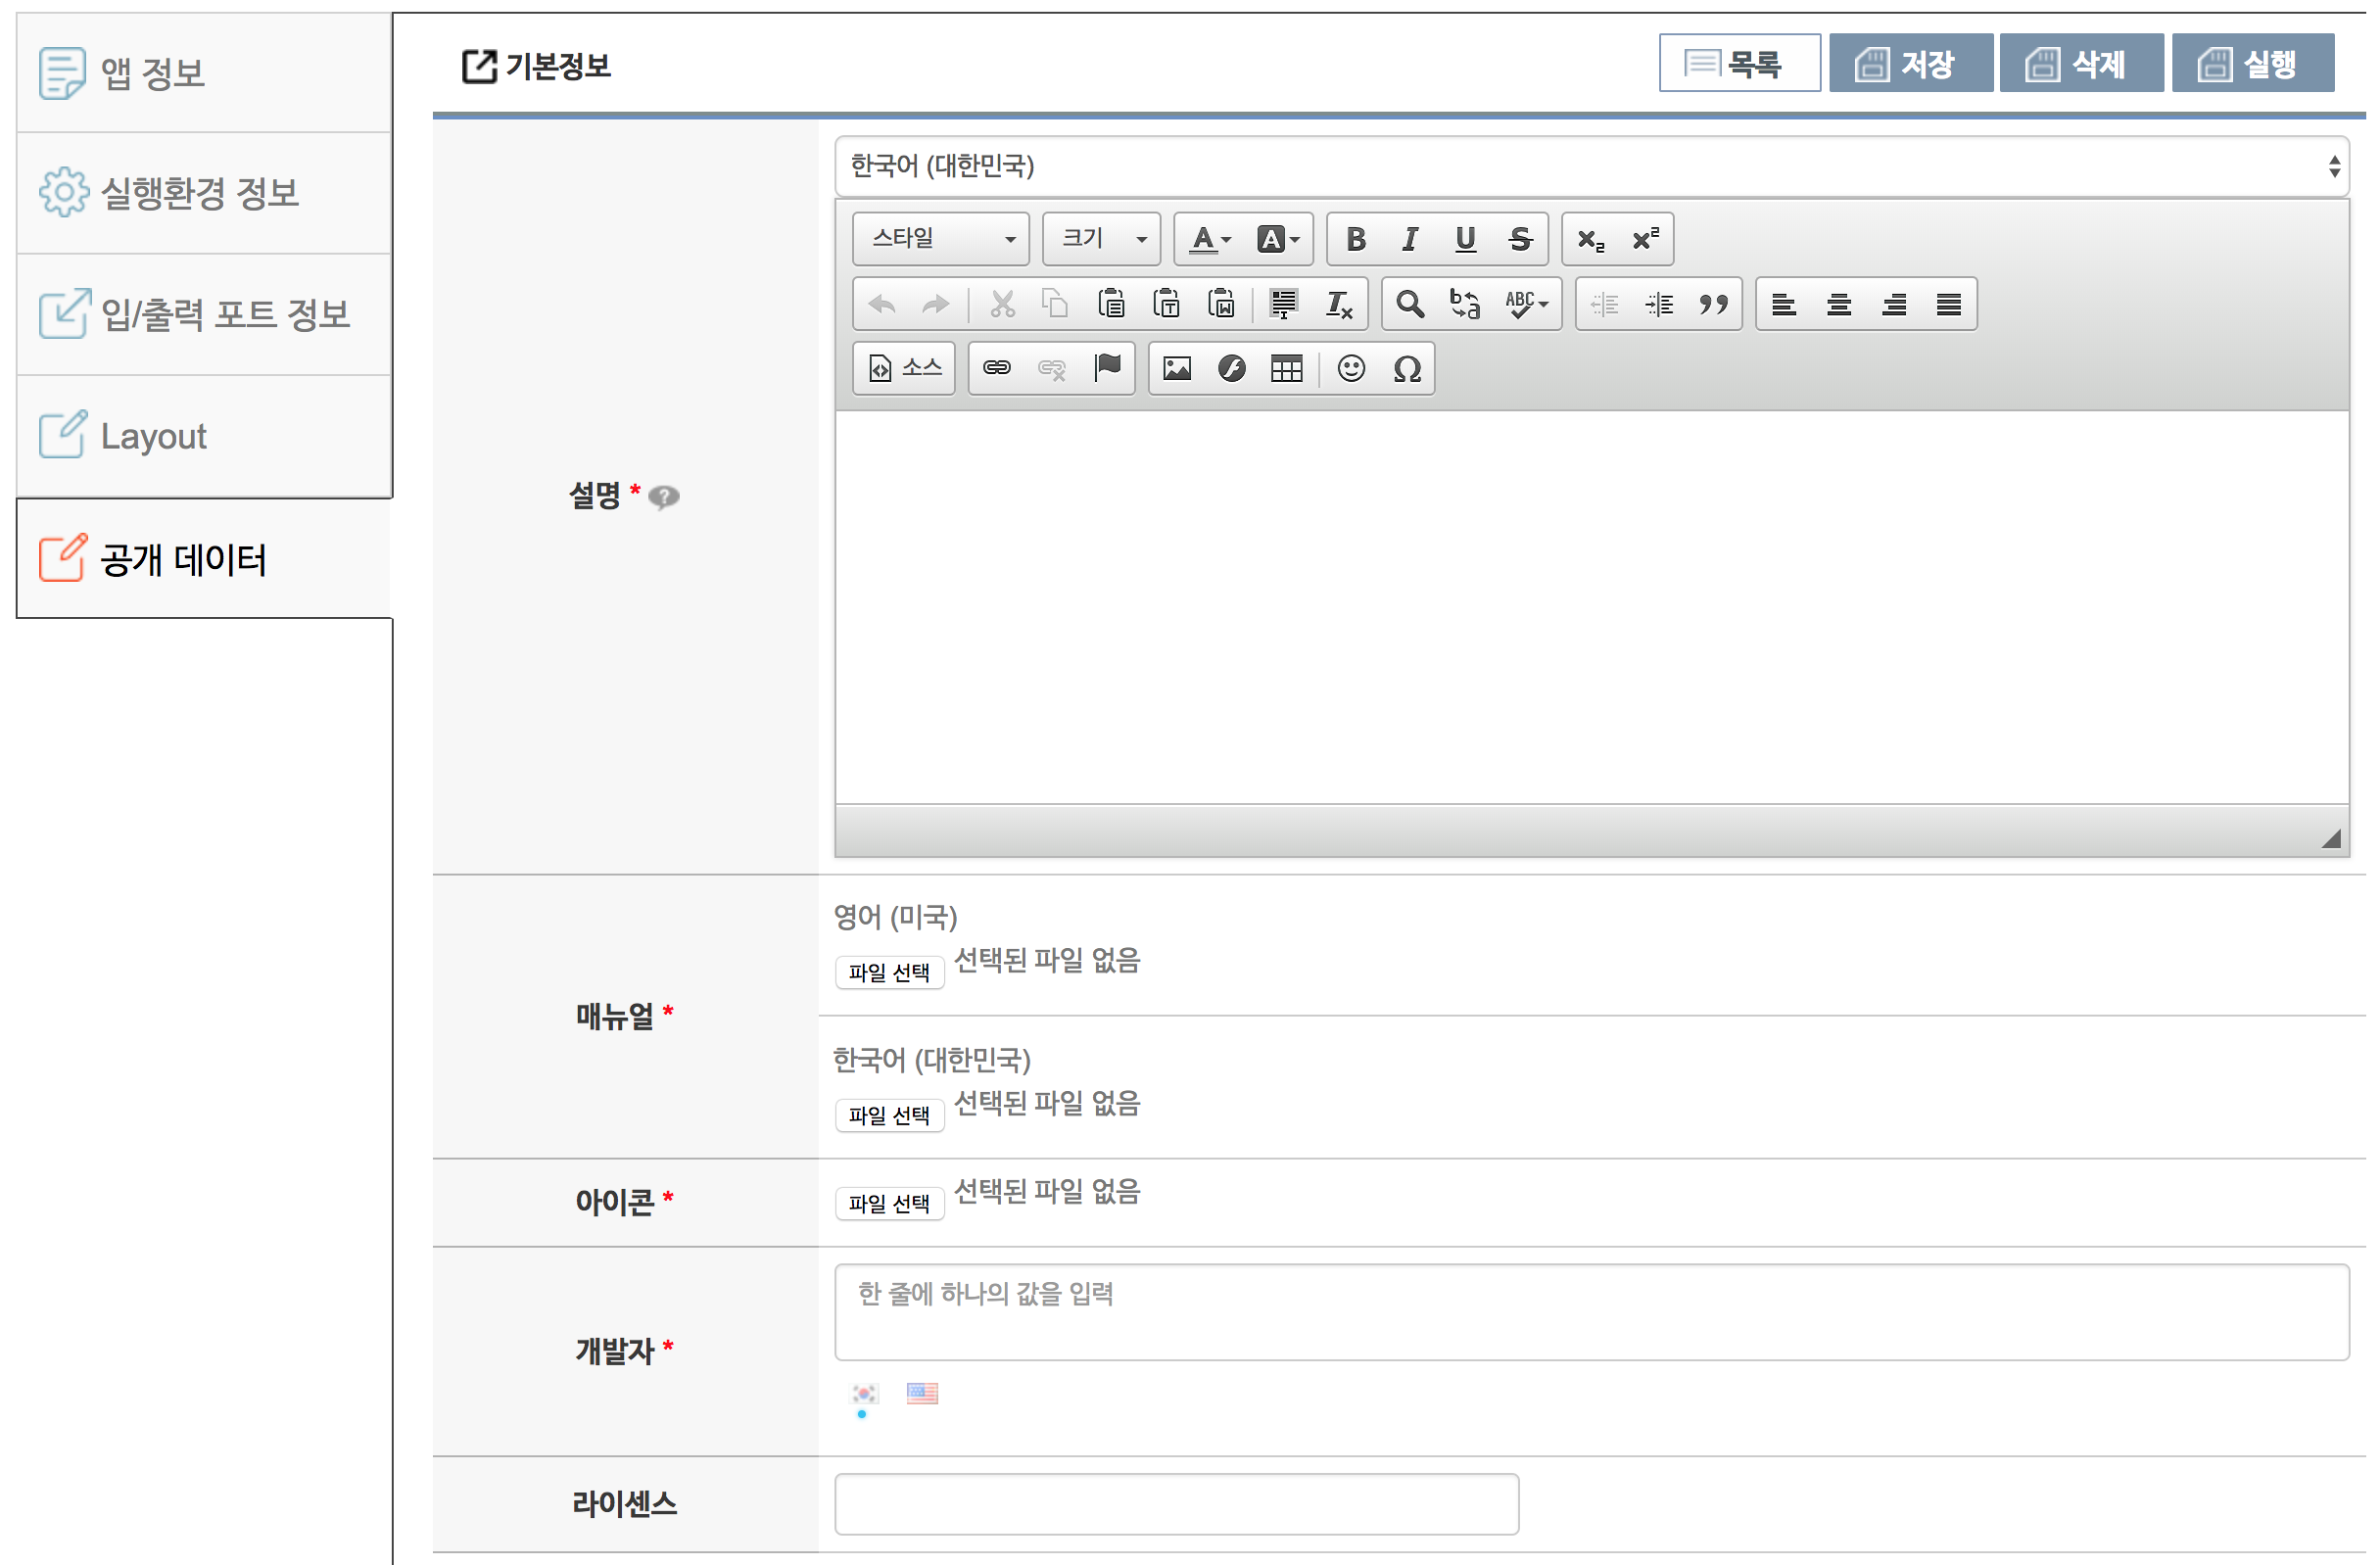 앱 정보
실행환경 정보
입/출력 포트 정보
Layout
공개 데이터
기본정보
목록
저장
삭제
실행
설명 *
한국어 (대한민국)
스타일
크기
소스
매뉴얼 *
영어 (미국)
파일 선택 선택된 파일 없음
한국어 (대한민국)
파일 선택 선택된 파일 없음
아이콘 *
파일 선택 선택된 파일 없음
개발자 *
한 줄에 하나의 값을 입력
라이센스